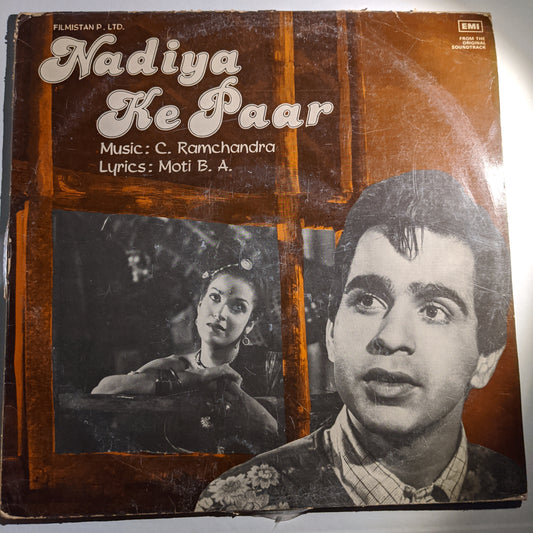 FILMISTAN P. LTD.
EMI
FROM THE
ORIGINAL
SOUNDTRACK
Nadiya
Ke Paar
Music: C. Ramchandra
Lyrics: Moti B. A.